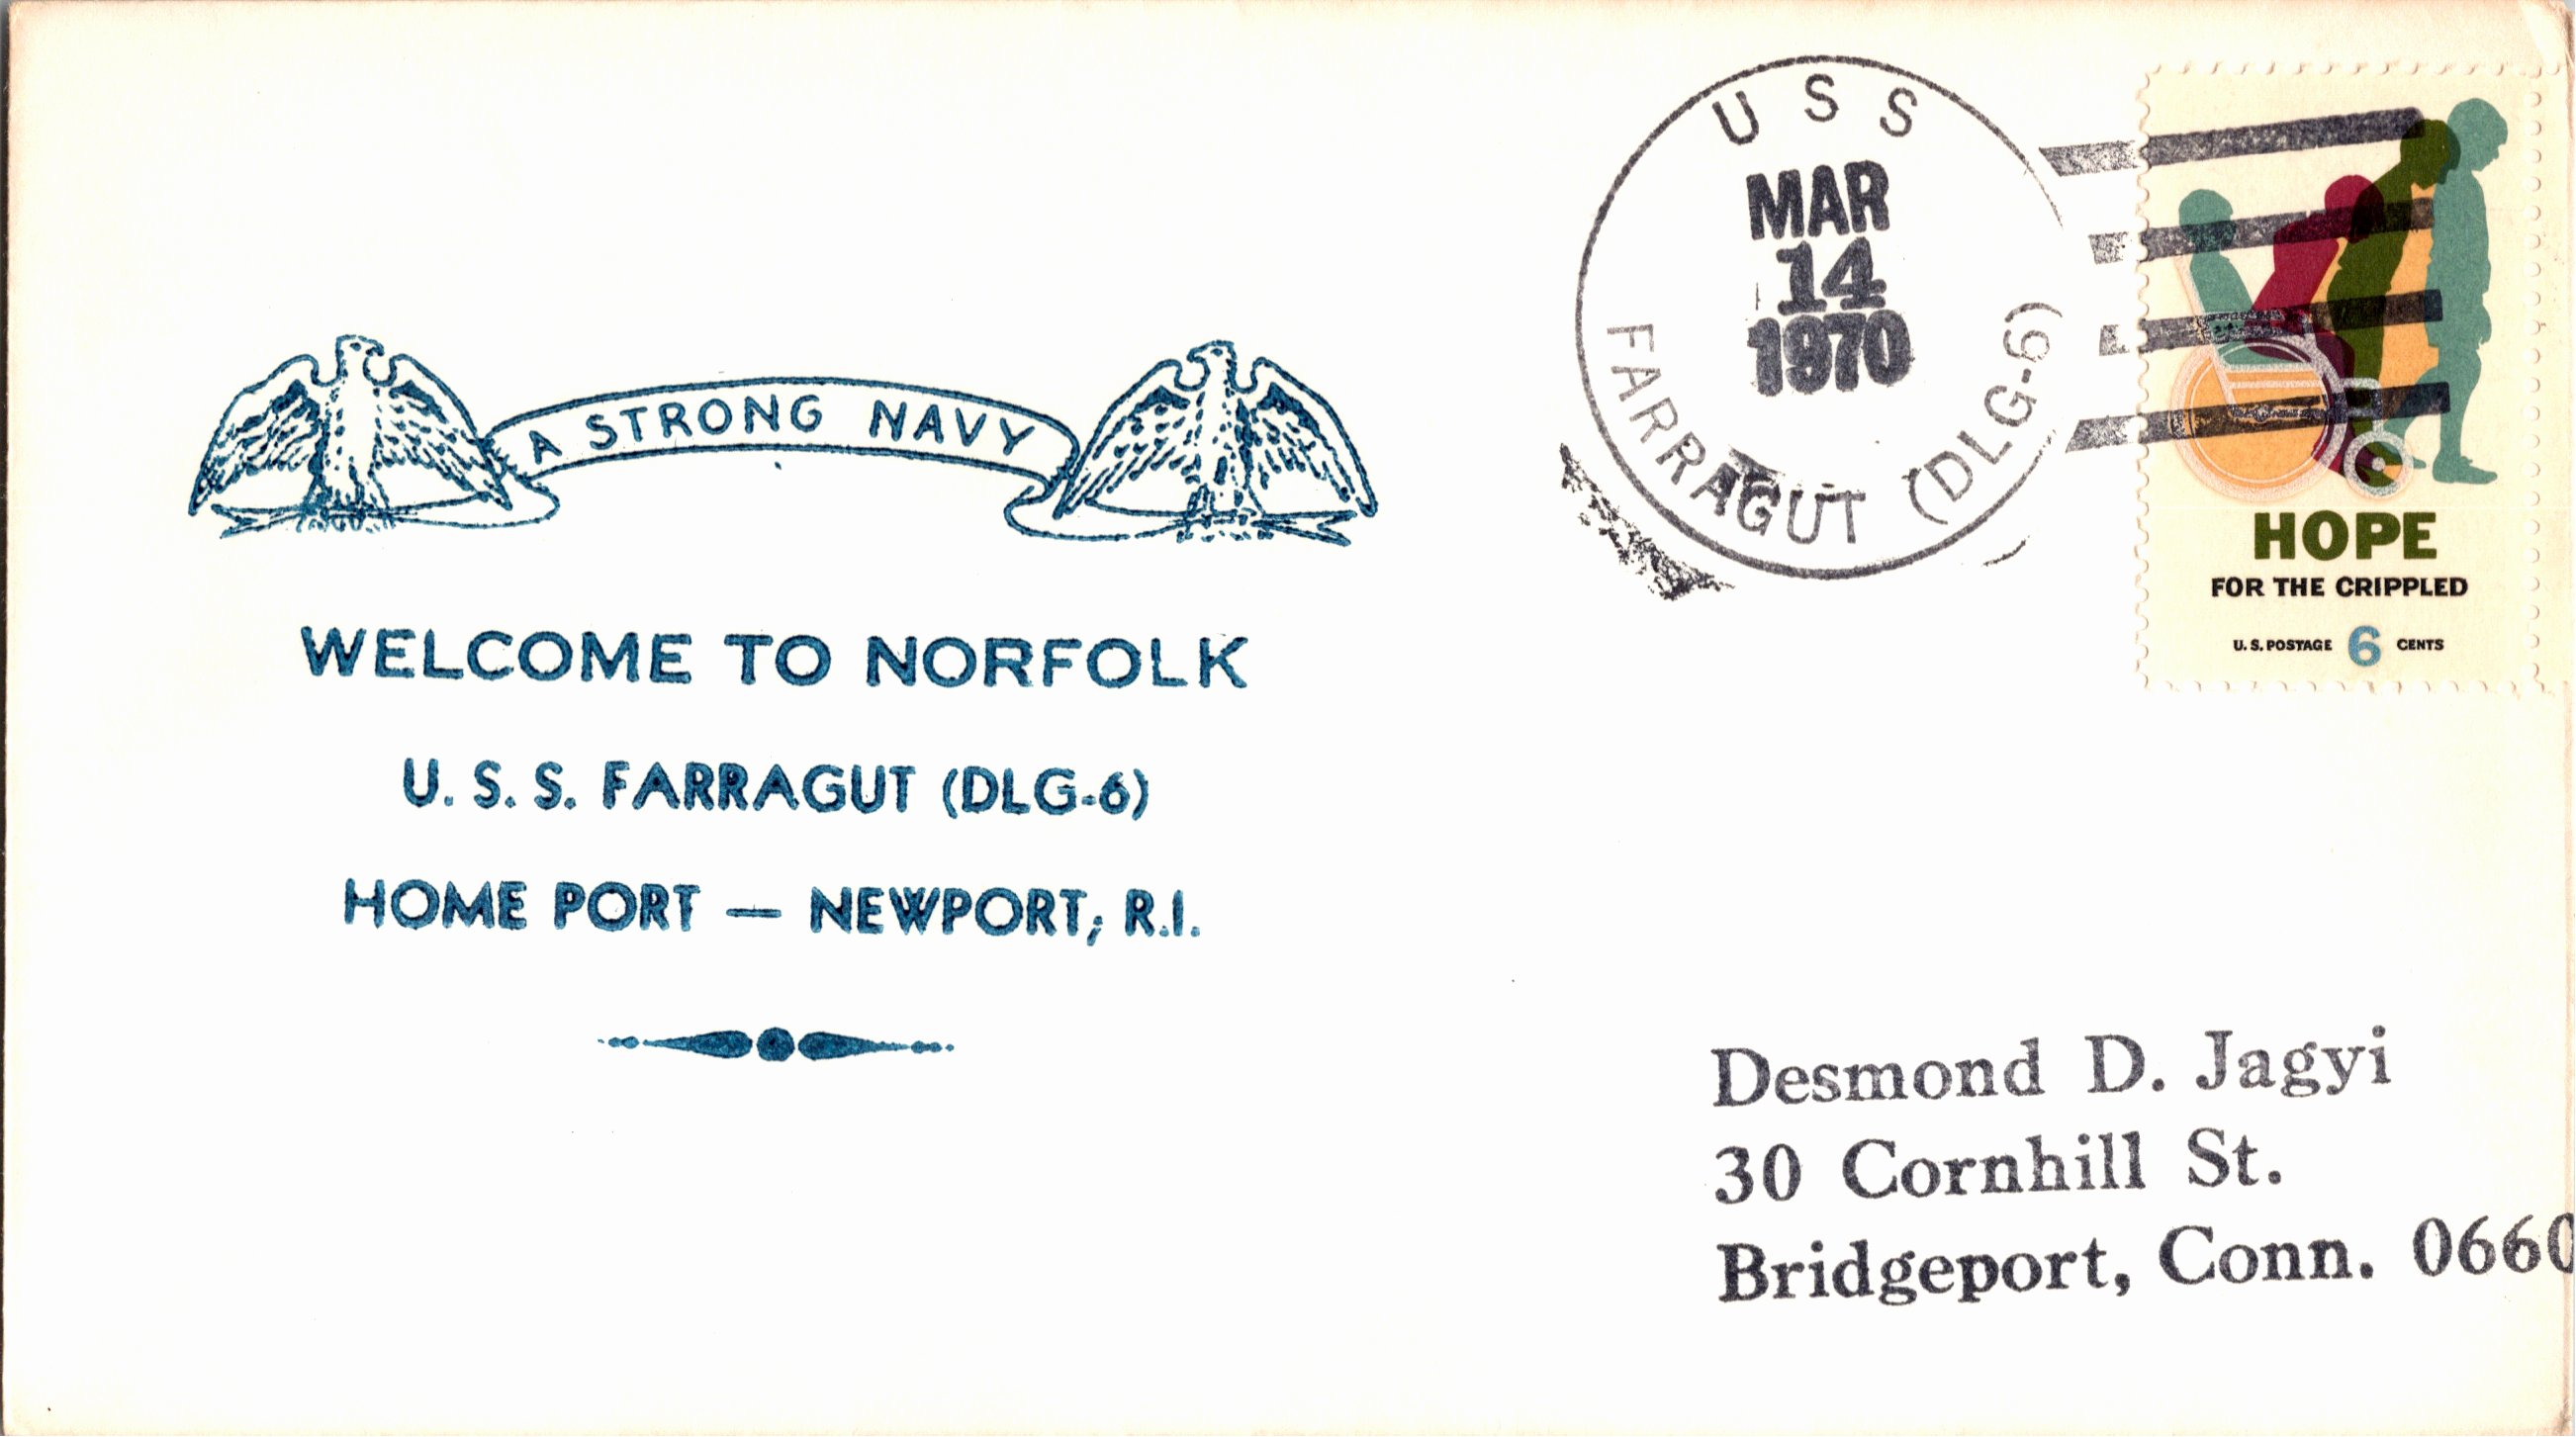 A STRONG NAVY
WELCOME TO NORFOLK
U. S. S. FARRAGUT (DLG-6)
HOME PORT — NEWPORT, R.I.
USS
MAR
14
1970
FARRAGUT (DLG-6)
HOPE
FOR THE CRIPPLED
U.S. POSTAGE 6 CENTS
Desmond D. Jagyi
30 Cornhill St.
Bridgeport, Conn. 0660